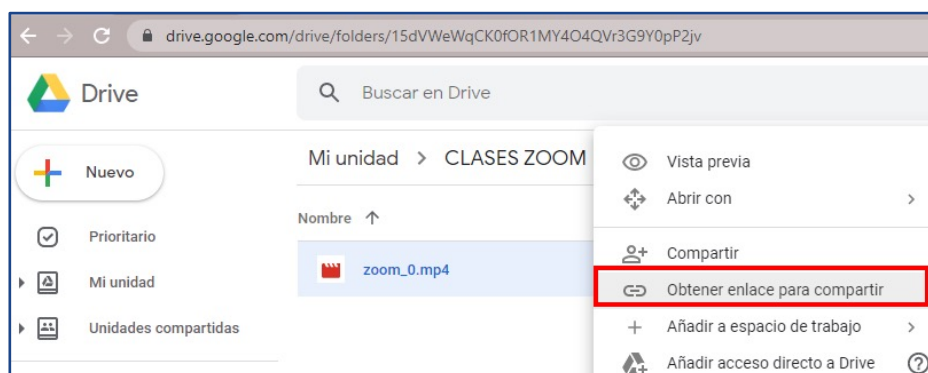 drive.google.com/drive/folders/15dVWeWqCK0fOR1MY4O4QVr3G9Y0pP2jv
Drive
Buscar en Drive
Mi unidad > CLASES ZOOM
Nuevo
Nombre
Prioritario
Mi unidad
Unidades compartidas
zoom_0.mp4
Vista previa
Abrir con
Compartir
Obtener enlace para compartir
Añadir a espacio de trabajo
Añadir acceso directo a Drive